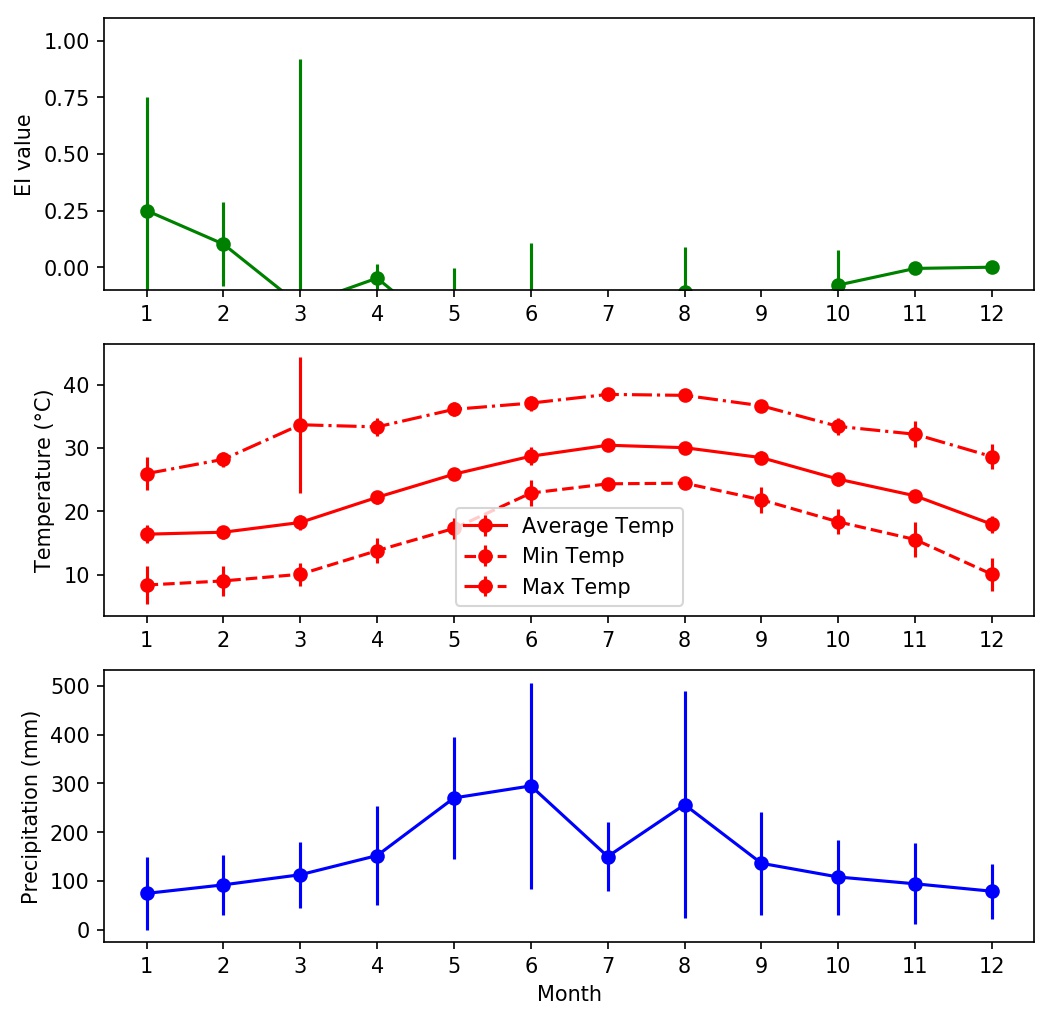 EI value
1.00
0.75
0.50
0.25
0.00
1 2 3 4 5 6 7 8 9 10 11 12
Temperature (°C)
40
30
20
10
Average Temp
Min Temp
Max Temp
1 2 3 4 5 6 7 8 9 10 11 12
Precipitation (mm)
500
400
300
200
100
0
1 2 3 4 5 6 7 8 9 10 11 12
Month